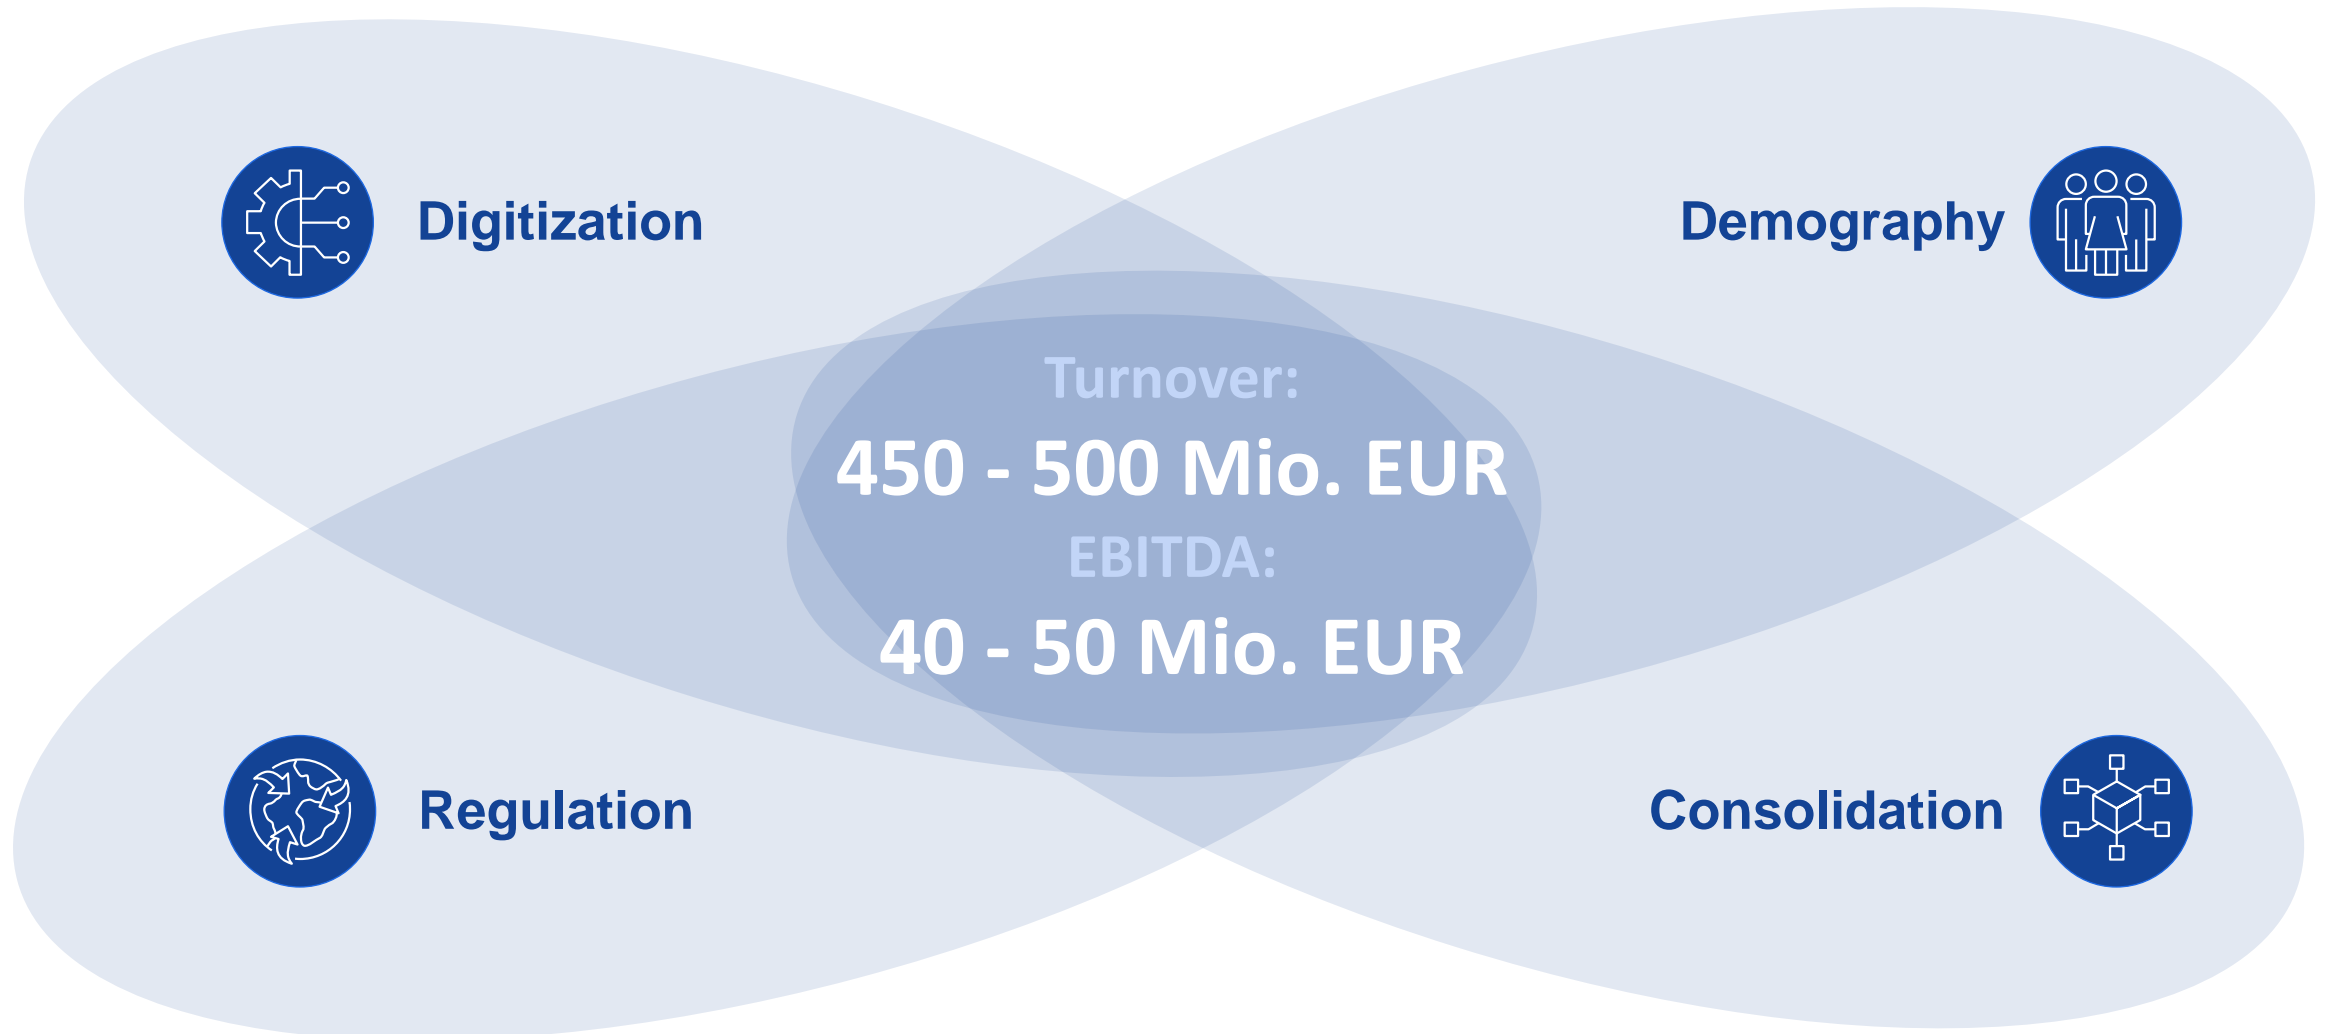 Digitization
Demography
Turnover:
450 - 500 Mio. EUR
EBITDA:
40 - 50 Mio. EUR
Regulation
Consolidation